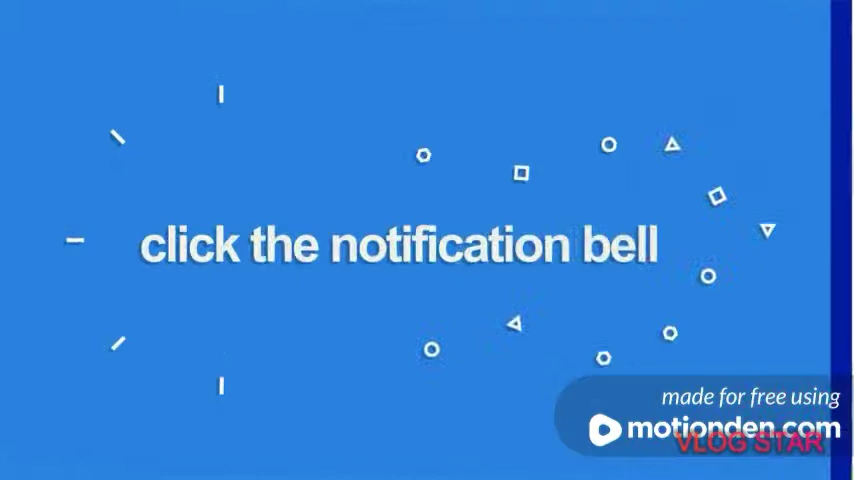 click the notification bell
made for free using
motionden.com
VLOG STAR